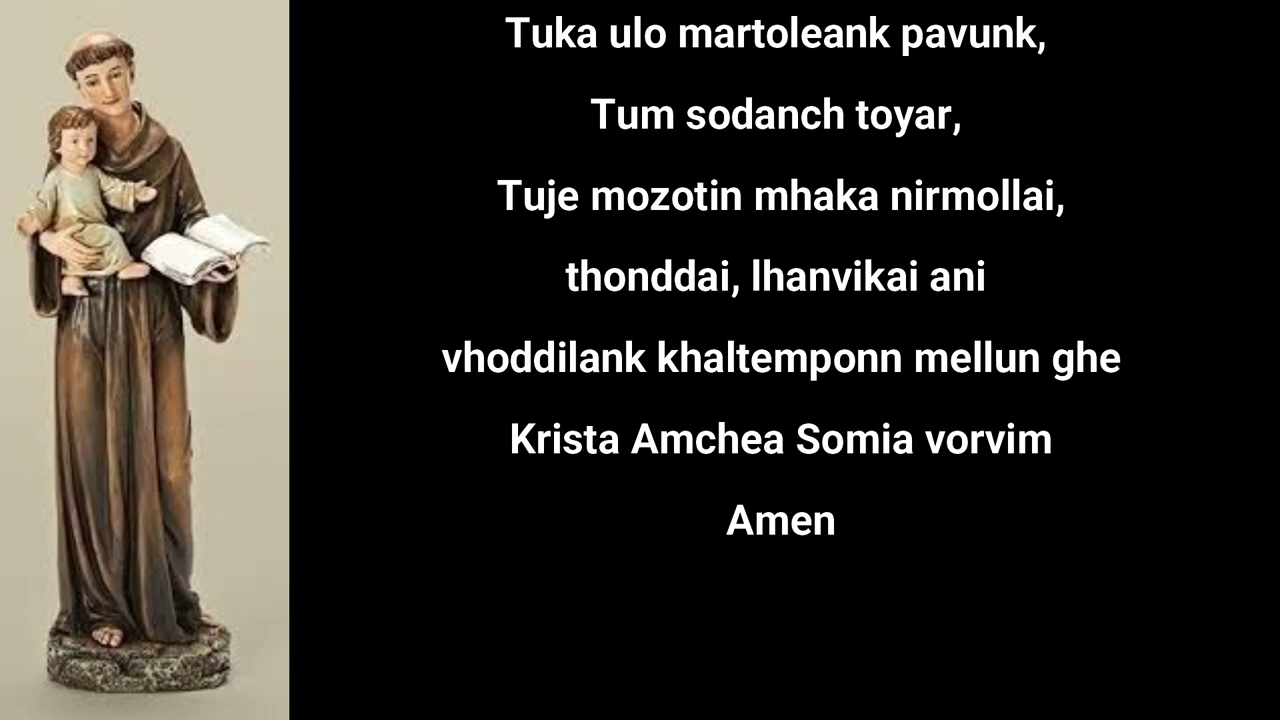 Tuka ulo martoleank pavunk,
Tum sodanch toyar,
Tuje mozotin mhaka nirmollai,
thonddai, lhanvikai ani
vhoddilank khaltemponn mellun ghe
Krista Amchea Somia vorvim
Amen